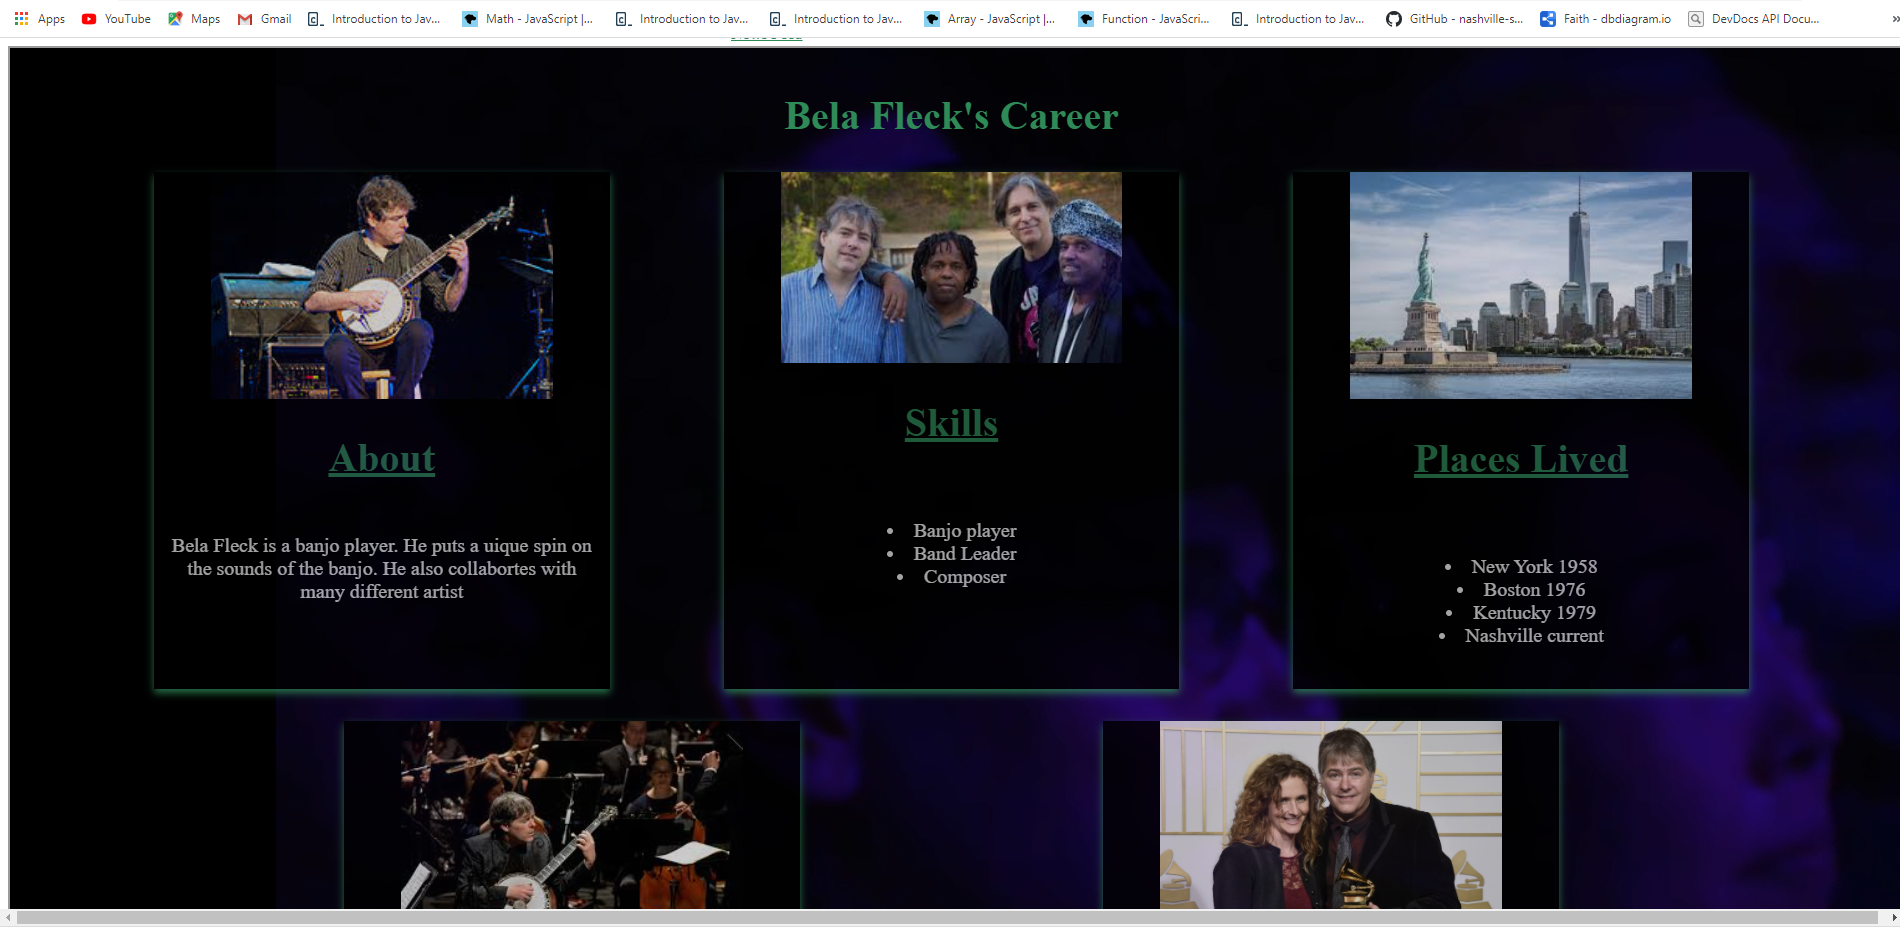 Apps YouTube Maps Gmail Introduction to Jav... Math - JavaScript |... Introduction to Jav... Introduction to Jav... Array - JavaScript |... Function - JavaScri... Introduction to Jav... GitHub - nashville-s... Faith - dbdiagram.io DevDocs API Docu... »
Bela Fleck's Career
About
Bela Fleck is a banjo player. He puts a uique spin on
the sounds of the banjo. He also collabortes with
many different artist
Skills
• Banjo player
• Band Leader
• Composer
Places Lived
• New York 1958
• Boston 1976
• Kentucky 1979
• Nashville current